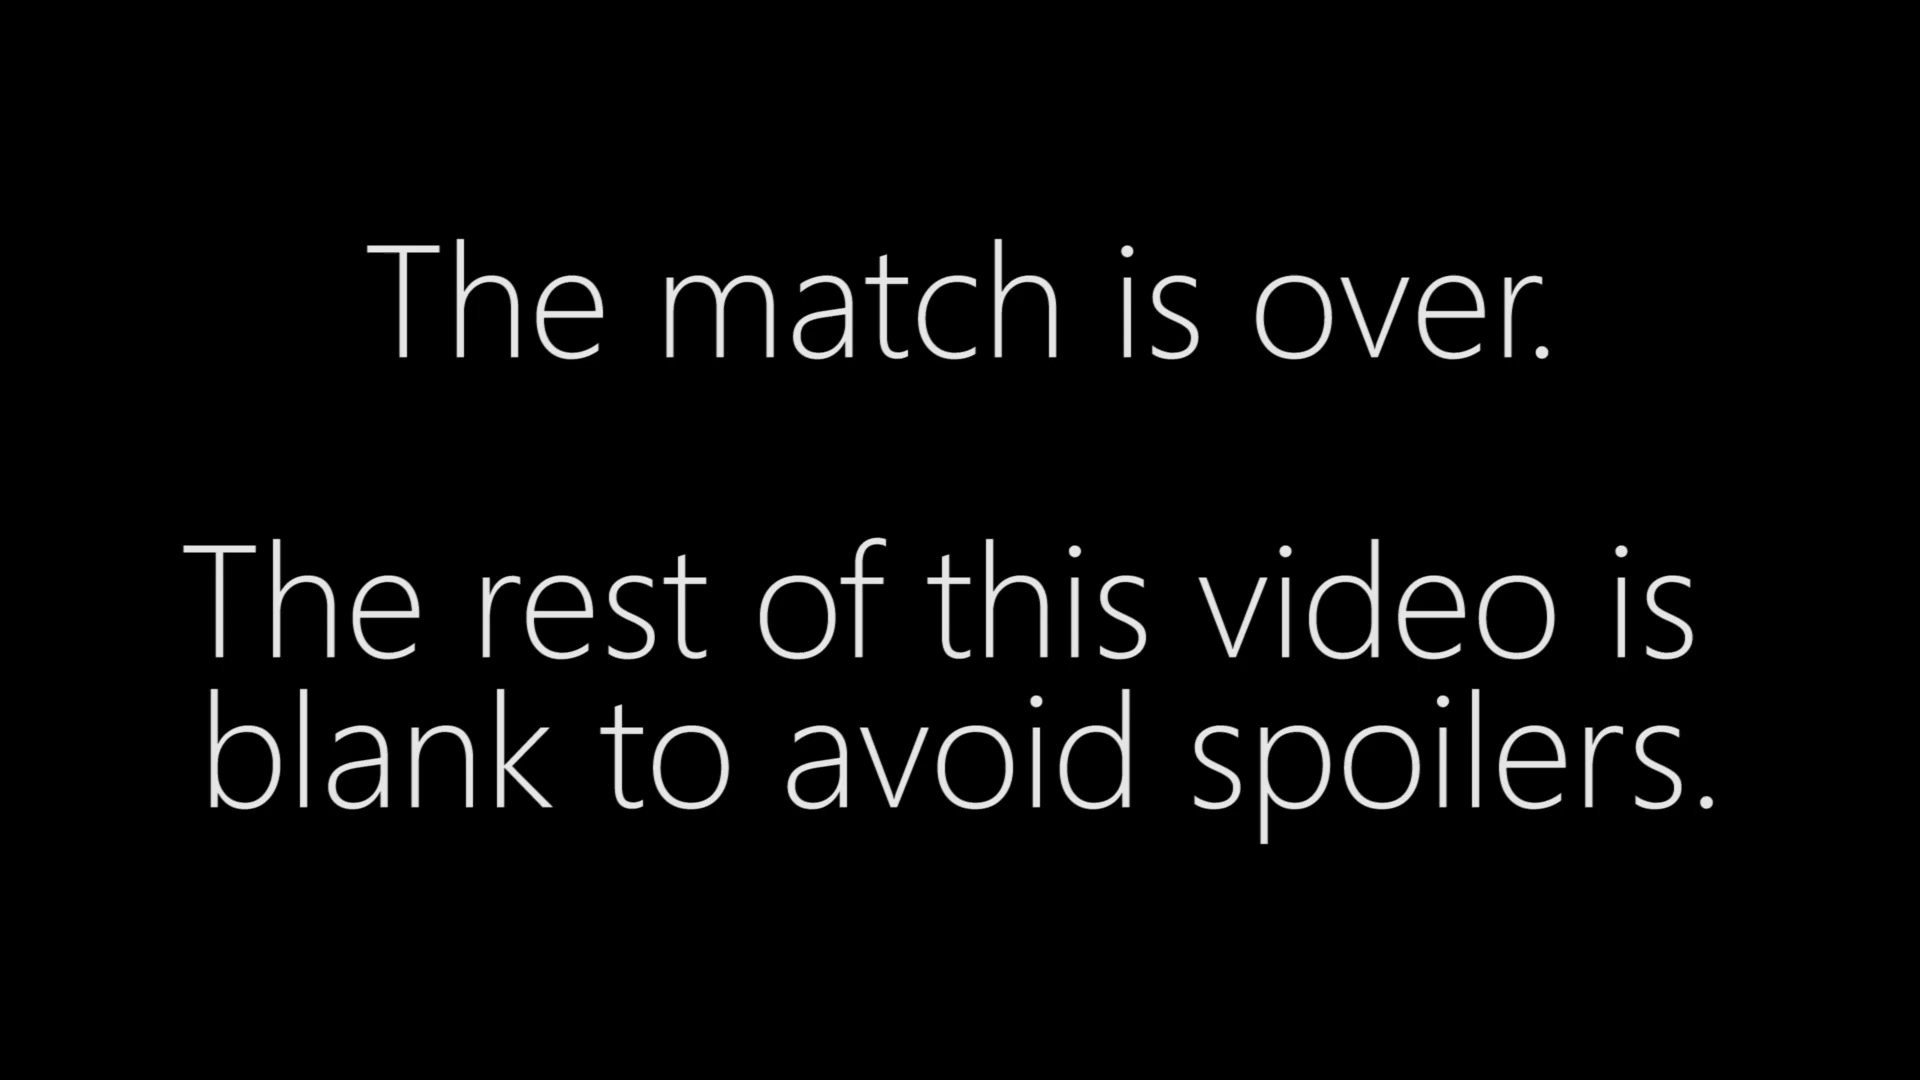 The match is over.
The rest of this video is
blank to avoid spoilers.